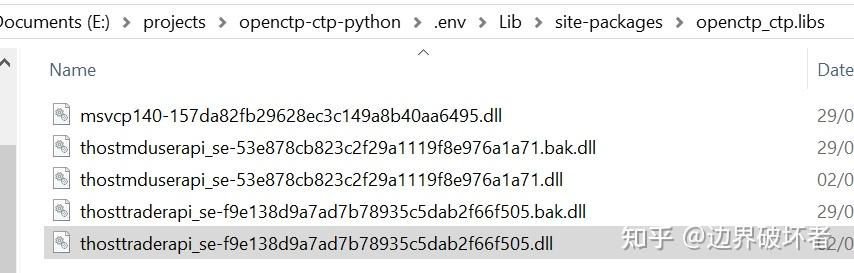 Documents (E:) > projects > openctp-ctp-python > .env > Lib > site-packages > openctp_ctp.libs
Name Date
msvcp140-157da82fb29628ec3c149a8b40aa6495.dll 29/0
thostmduserapi_se-53e878cb823c2f29a1119f8e976a1a71.bak.dll 29/0
thostmduserapi_se-53e878cb823c2f29a1119f8e976a1a71.dll 02/0
thosttraderapi_se-f9e138d9a7ad7b78935c5dab2f66f505.bak.dll 29/0
thosttraderapi_se-f9e138d9a7ad7b78935c5dab2f66f505.dll 02/0
知乎 @边界破坏者